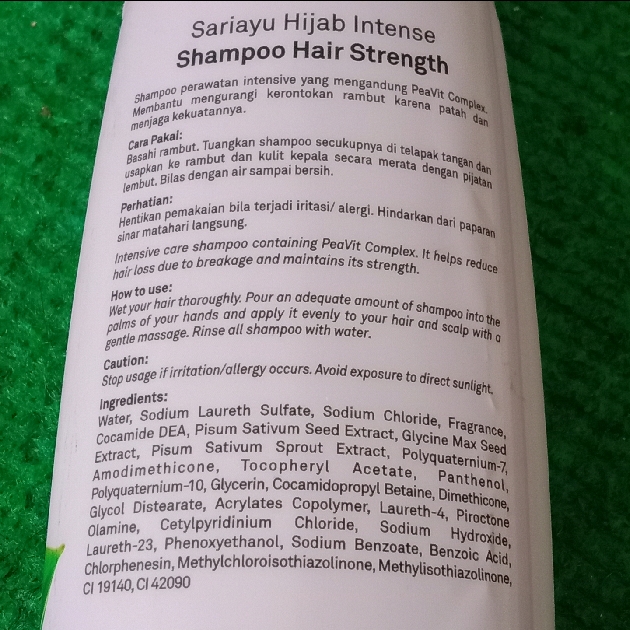 Sariayu Hijab Intense
Shampoo Hair Strength
Shampoo perawatan intensive yang mengandung PeaVit Complex.
Membantu mengurangi kerontokan rambut karena patah dan
menjaga kekuatannya.
Cara Pakai:
Basahi rambut. Tuangkan shampoo secukupnya di telapak tangan dan
usapkan ke rambut dan kulit kepala secara merata dengan pijatan
lembut. Bilas dengan air sampai bersih.
Perhatian:
Hentikan pemakaian bila terjadi iritasi/ alergi. Hindarkan dari paparan
sinar matahari langsung.
Intensive care shampoo containing PeaVit Complex. It helps reduce
hair loss due to breakage and maintains its strength.
How to use:
Wet your hair thoroughly. Pour an adequate amount of shampoo into the
palms of your hands and apply it evenly to your hair and scalp with a
gentle massage. Rinse all shampoo with water.
Caution:
Stop usage if irritation/allergy occurs. Avoid exposure to direct sunlight.
Ingredients:
Water, Sodium Laureth Sulfate, Sodium Chloride, Fragrance,
Cocamide DEA, Pisum Sativum Seed Extract, Glycine Max Seed
Extract, Pisum Sativum Sprout Extract, Polyquaternium-7,
Amodimethicone, Tocopheryl Acetate, Panthenol,
Polyquaternium-10, Glycerin, Cocamidopropyl Betaine, Dimethicone,
Glycol Distearate, Acrylates Copolymer, Laureth-4, Piroctone
Olamine, Cetylpyridinium Chloride, Sodium Hydroxide,
Laureth-23, Phenoxyethanol, Sodium Benzoate, Benzoic Acid,
Chlorphenesin, Methylchloroisothiazolinone, Methylisothiazolinone,
CI 19140, CI 42090